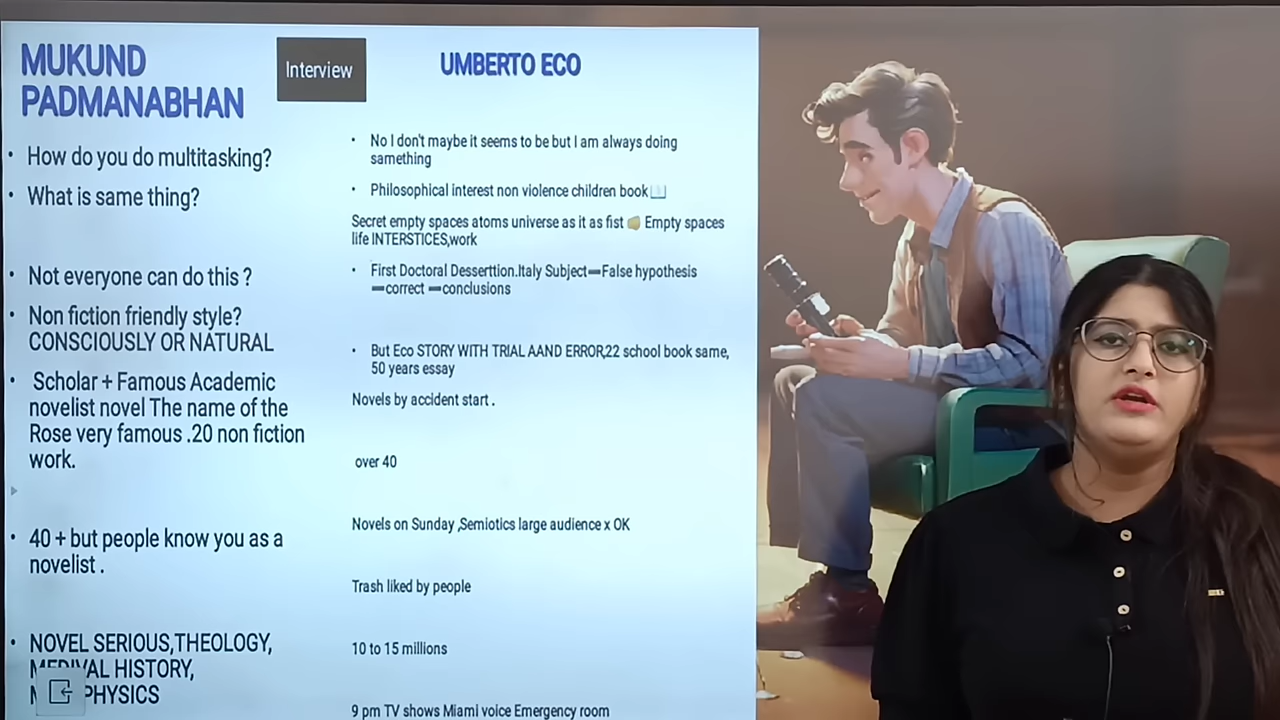 MUKUND
PADMANABHAN
Interview
UMBERTO ECO
• How do you do multitasking?
• What is same thing?
• Not everyone can do this ?
• Non fiction friendly style?
CONSCIOUSLY OR NATURAL
• Scholar + Famous Academic
novelist novel The name of the
Rose very famous .20 non fiction
work.
• 40 + but people know you as a
novelist .
• NOVEL SERIOUS,THEOLOGY,
HISTORY,
• No I don't maybe it seems to be but I am always doing
samething
• Philosophical interest non violence children book📖
Secret empty spaces atoms universe as it as fist 🤛 Empty spaces
life INTERSTICES,work
• First Doctoral Desserttion.Italy Subject➖False hypothesis
➖correct ➖conclusions
• But Eco STORY WITH TRIAL AAND ERROR,22 school book same,
50 years essay
Novels by accident start .
over 40
Novels on Sunday ,Semiotics large audience x OK
Trash liked by people
10 to 15 millions
9 pm TV shows Miami voice Emergency room